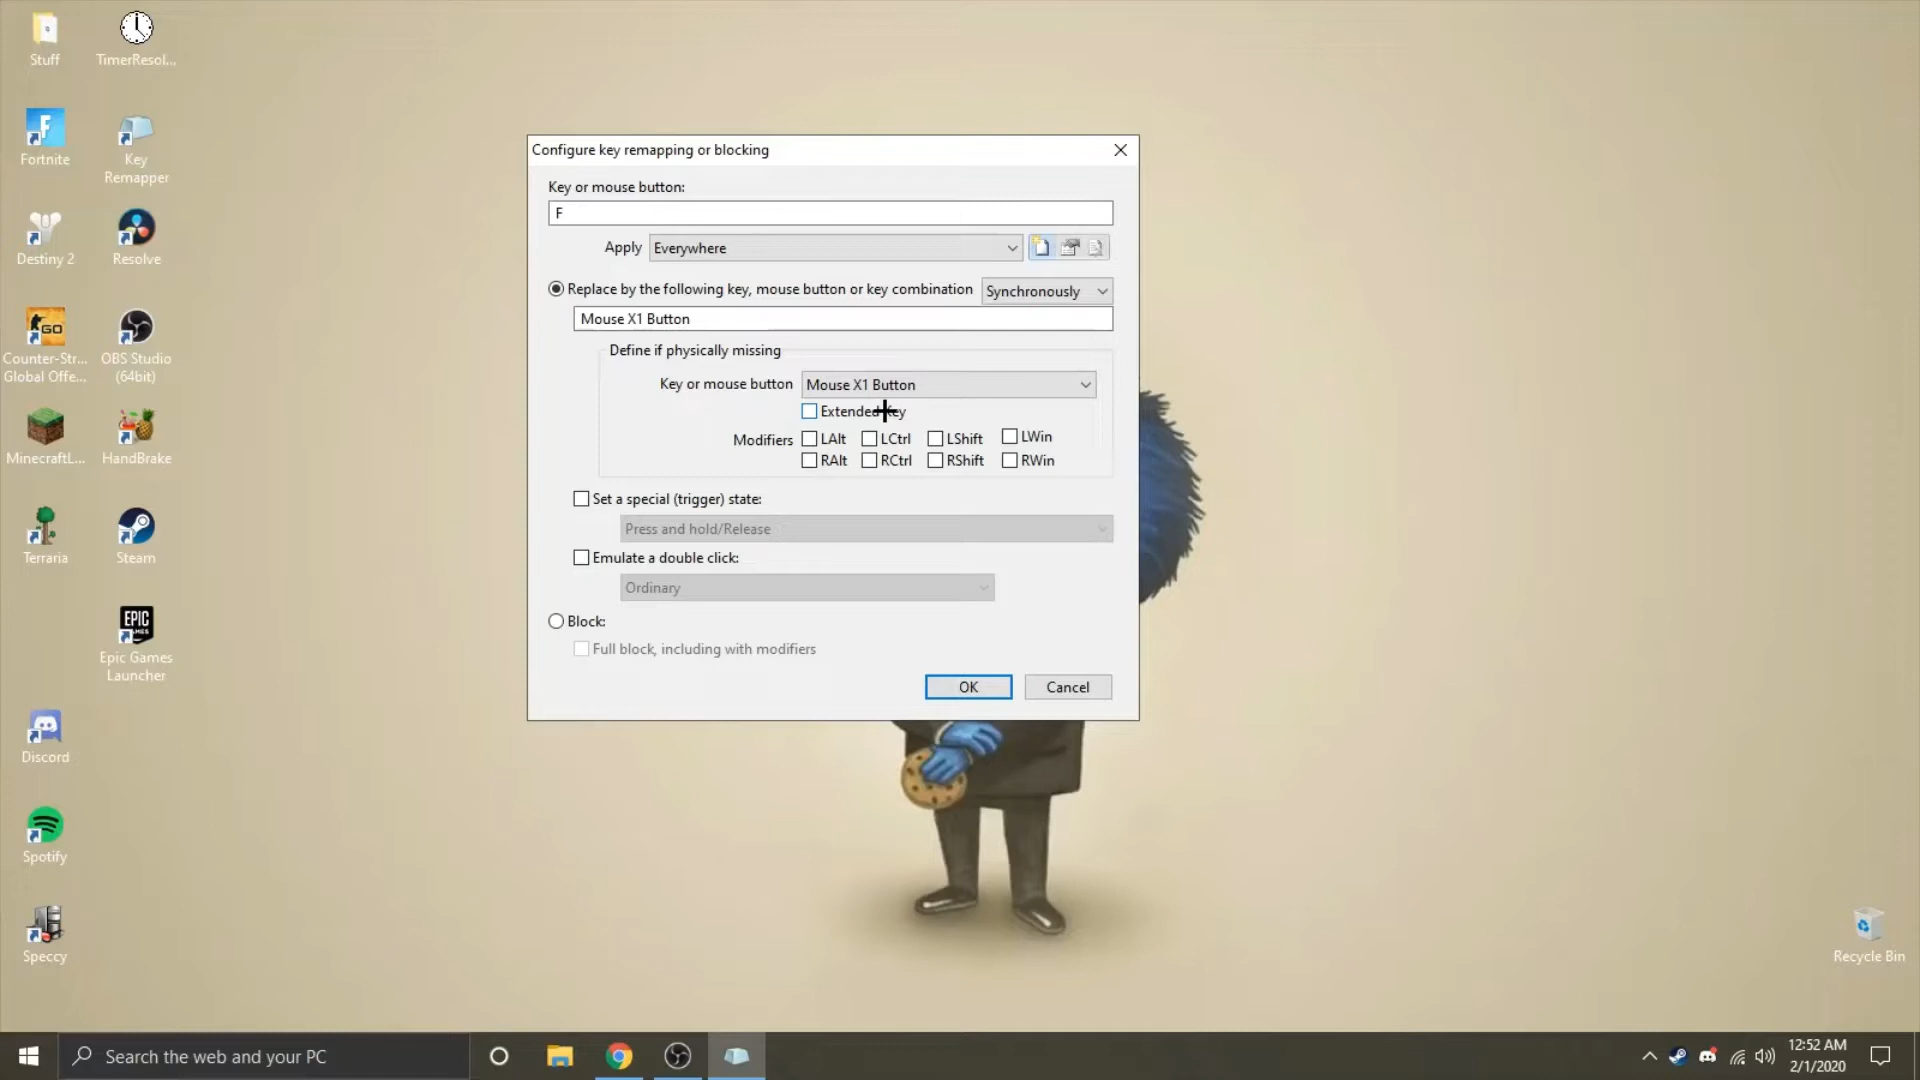 Stuff
TimerResol...
Fortnite
Key
Remapper
Destiny 2
Resolve
Counter-Str...
Global Offe...
OBS Studio
(64bit)
MinecraftL...
HandBrake
Terraria
Steam
Epic Games
Launcher
Discord
Spotify
Speccy
F
GO
EPIC
GAMES
Configure key remapping or blocking
Key or mouse button:
F
Apply Everywhere
Replace by the following key, mouse button or key combination Synchronously
Mouse X1 Button
Define if physically missing
Key or mouse button Mouse X1 Button
Extended Key
Modifiers LAlt LCtrl LShift LWin
RAlt RCtrl RShift RWin
Set a special (trigger) state:
Press and hold/Release
Emulate a double click:
Ordinary
Block:
Full block, including with modifiers
OK Cancel
Recycle Bin
Search the web and your PC
12:52 AM
2/1/2020